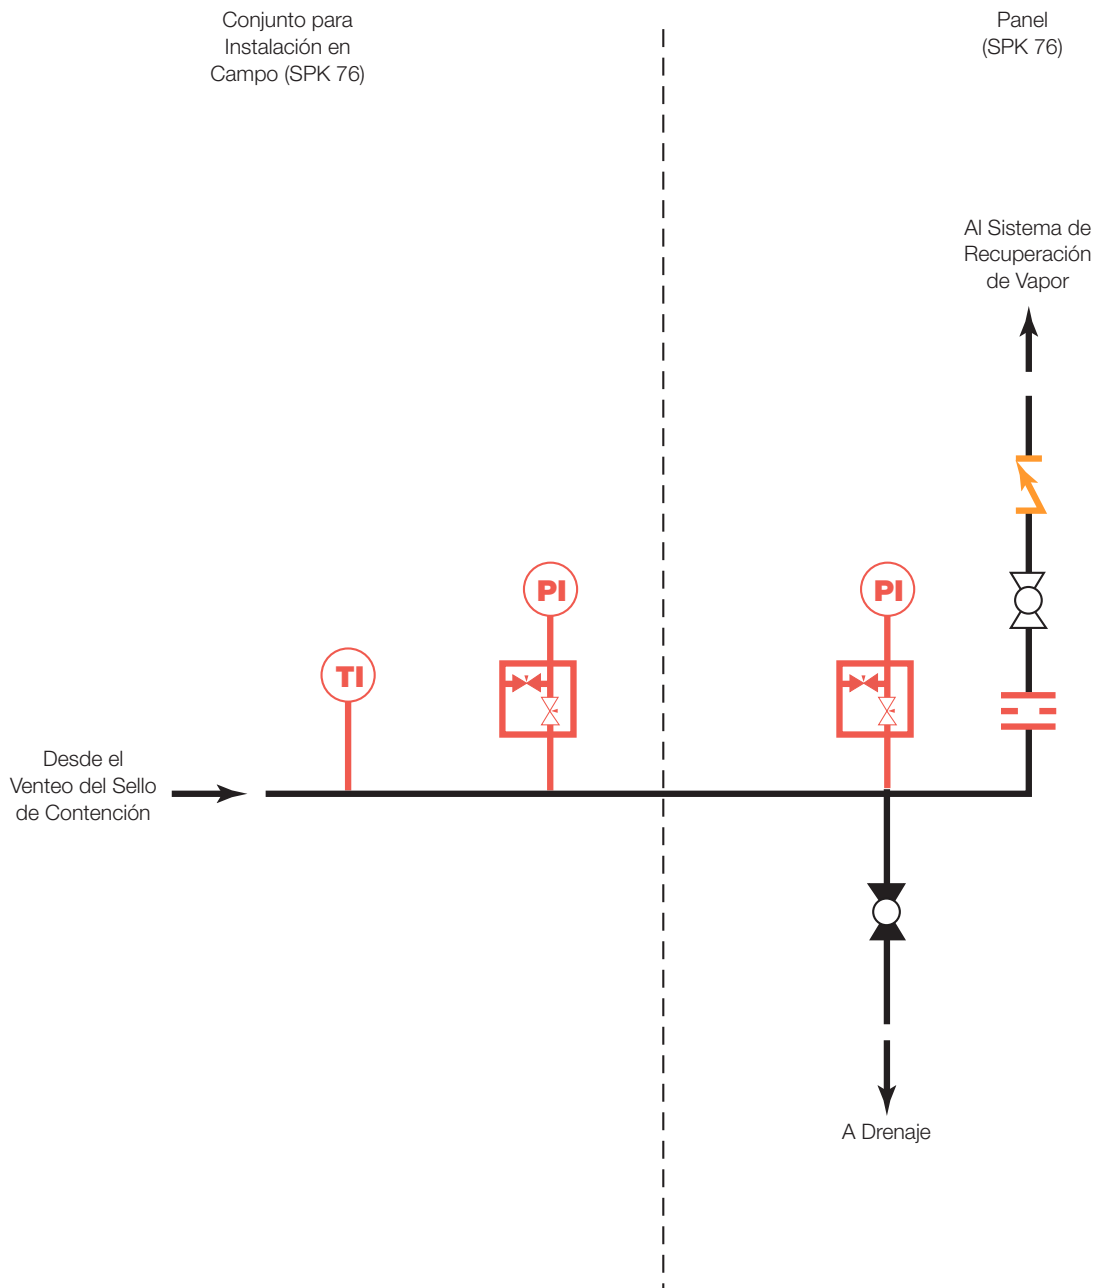 Conjunto para
Instalación en
Campo (SPK 76)
Panel
(SPK 76)
Al Sistema de
Recuperación
de Vapor
PI
PI
TI
Desde el
Venteo del Sello
de Contención
A Drenaje